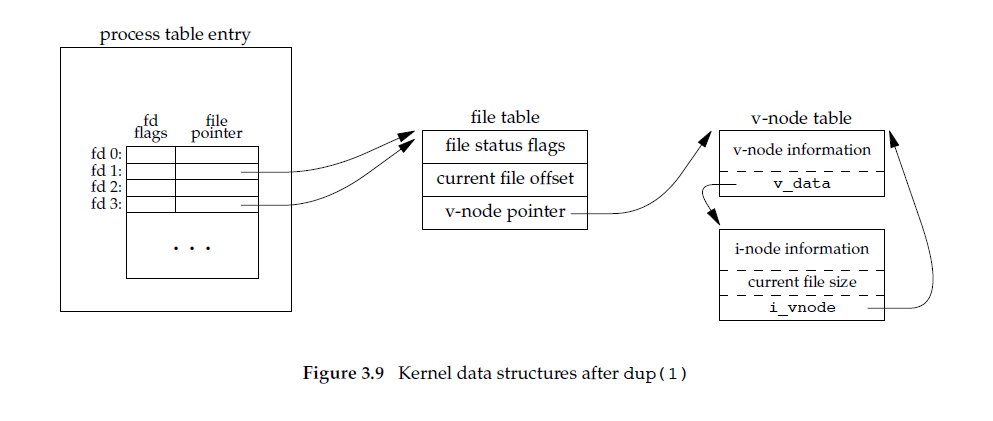 process table entry
fd
flags
file
pointer
fd 0:
fd 1:
fd 2:
fd 3:
. . .
file table
file status flags
current file offset
v-node pointer
v-node table
v-node information
v_data
i-node information
current file size
i_vnode
Figure 3.9 Kernel data structures after dup(1)